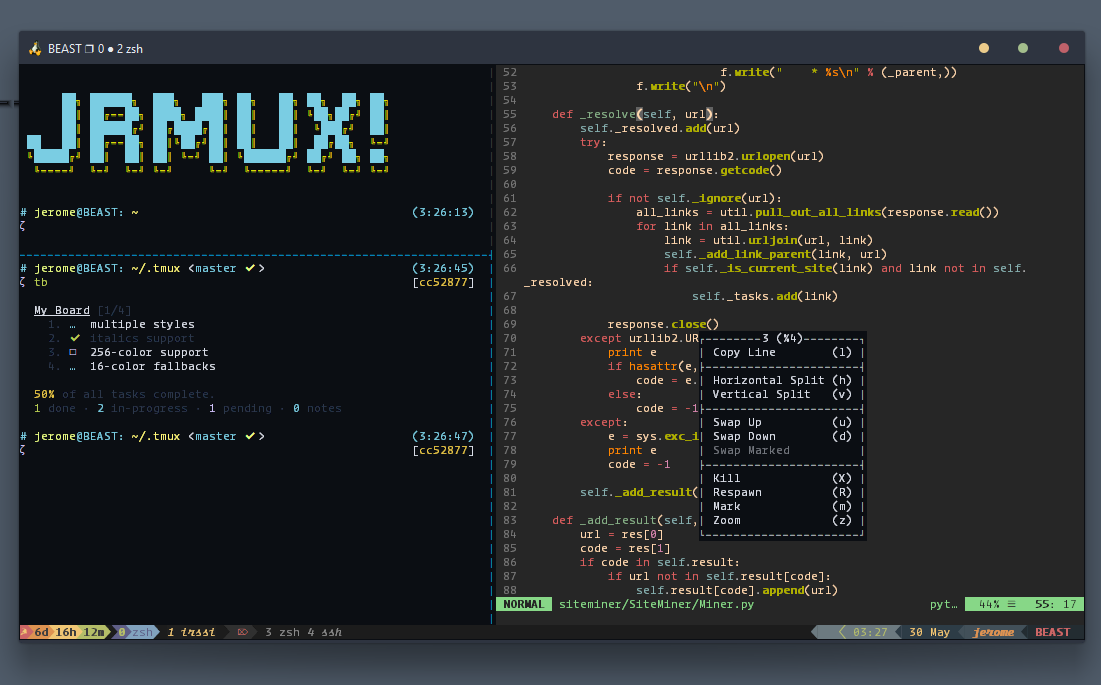 BEAST ❐ 0 ● 2 zsh
JRMUX!
# jerome@BEAST: ~ (3:26:13)
ζ
# jerome@BEAST: ~/.tmux <master ✔> (3:26:45)
ζ tb [cc52877]
My Board [1/4]
1. … multiple styles
2. ✔ italics support
3. ☐ 256-color support
4. … 16-color fallbacks
50% of all tasks complete.
1 done · 2 in-progress · 1 pending · 0 notes
# jerome@BEAST: ~/.tmux <master ✔> (3:26:47)
ζ [cc52877]
52 f.write("    * %s\n" % (_parent,))
53 f.write("\n")
54
55 def _resolve(self, url):
56 self._resolved.add(url)
57 try:
58 response = urllib2.urlopen(url)
59 code = response.getcode()
60
61 if not self._ignore(url):
62 all_links = util.pull_out_all_links(response.read())
63 for link in all_links:
64 link = util.urljoin(url, link)
65 self._add_link_parent(link, url)
66 if self._is_current_site(link) and link not in self.
_resolved:
67 self._tasks.add(link)
68
69 response.close()
70 except urllib2.UR
71 print e
72 if hasattr(e,
73 code = e.
74 else:
75 code = -1
76 except:
77 e = sys.exc_i
78 print e
79 code = -1
80
81 self._add_result(
82
83 def _add_result(self,
84 url = res[0]
85 code = res[1]
86 if code in self.result:
87 if url not in self.result[code]:
88 self.result[code].append(url)
3 (%4)
Copy Line (l)
Horizontal Split (h)
Vertical Split (v)
Swap Up (u)
Swap Down (d)
Swap Marked
Kill (X)
Respawn (R)
Mark (m)
Zoom (z)
NORMAL siteminer/SiteMiner/Miner.py pyt… 44% ☰ 55: 17
6d 16h 12m 0 zsh 1 irssi 3 zsh 4 ssh 03:27 30 May jerome BEAST